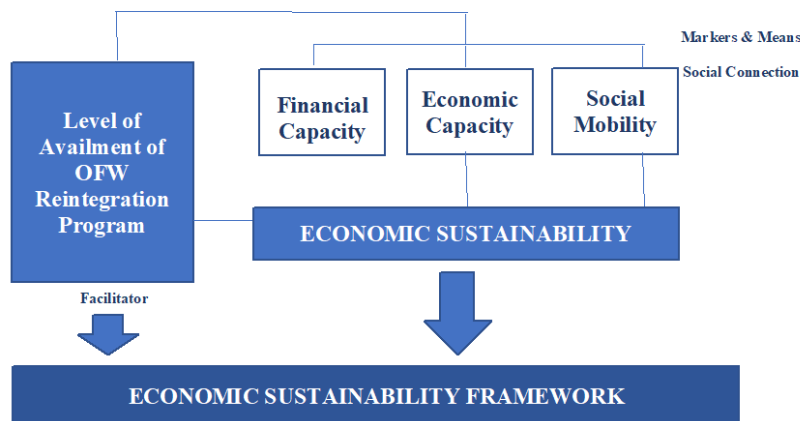 Markers & Means
Social Connection
Level of
Availment of
OFW
Reintegration
Program
Financial
Capacity
Economic
Capacity
Social
Mobility
ECONOMIC SUSTAINABILITY
Facilitator
ECONOMIC SUSTAINABILITY FRAMEWORK